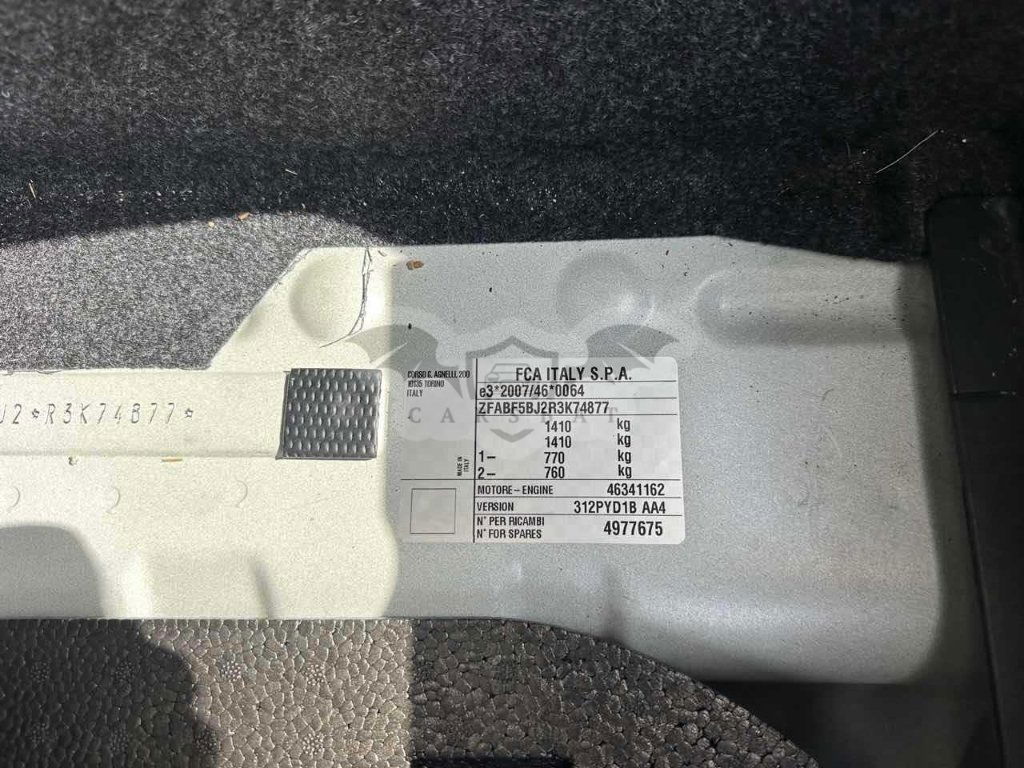 J2*R3K74877*
CORSO G. AGNELLI, 200
10135 TORINO
ITALY
FCA ITALY S.P.A.
e3*2007/46*0064
ZFABF5BJ2R3K74877
1410 kg
1410 kg
1– 770 kg
2– 760 kg
MADE IN
ITALY
MOTORE – ENGINE 46341162
VERSION 312PYD1B AA4
N° PER RICAMBI
N° FOR SPARES
4977675
CARSBAT